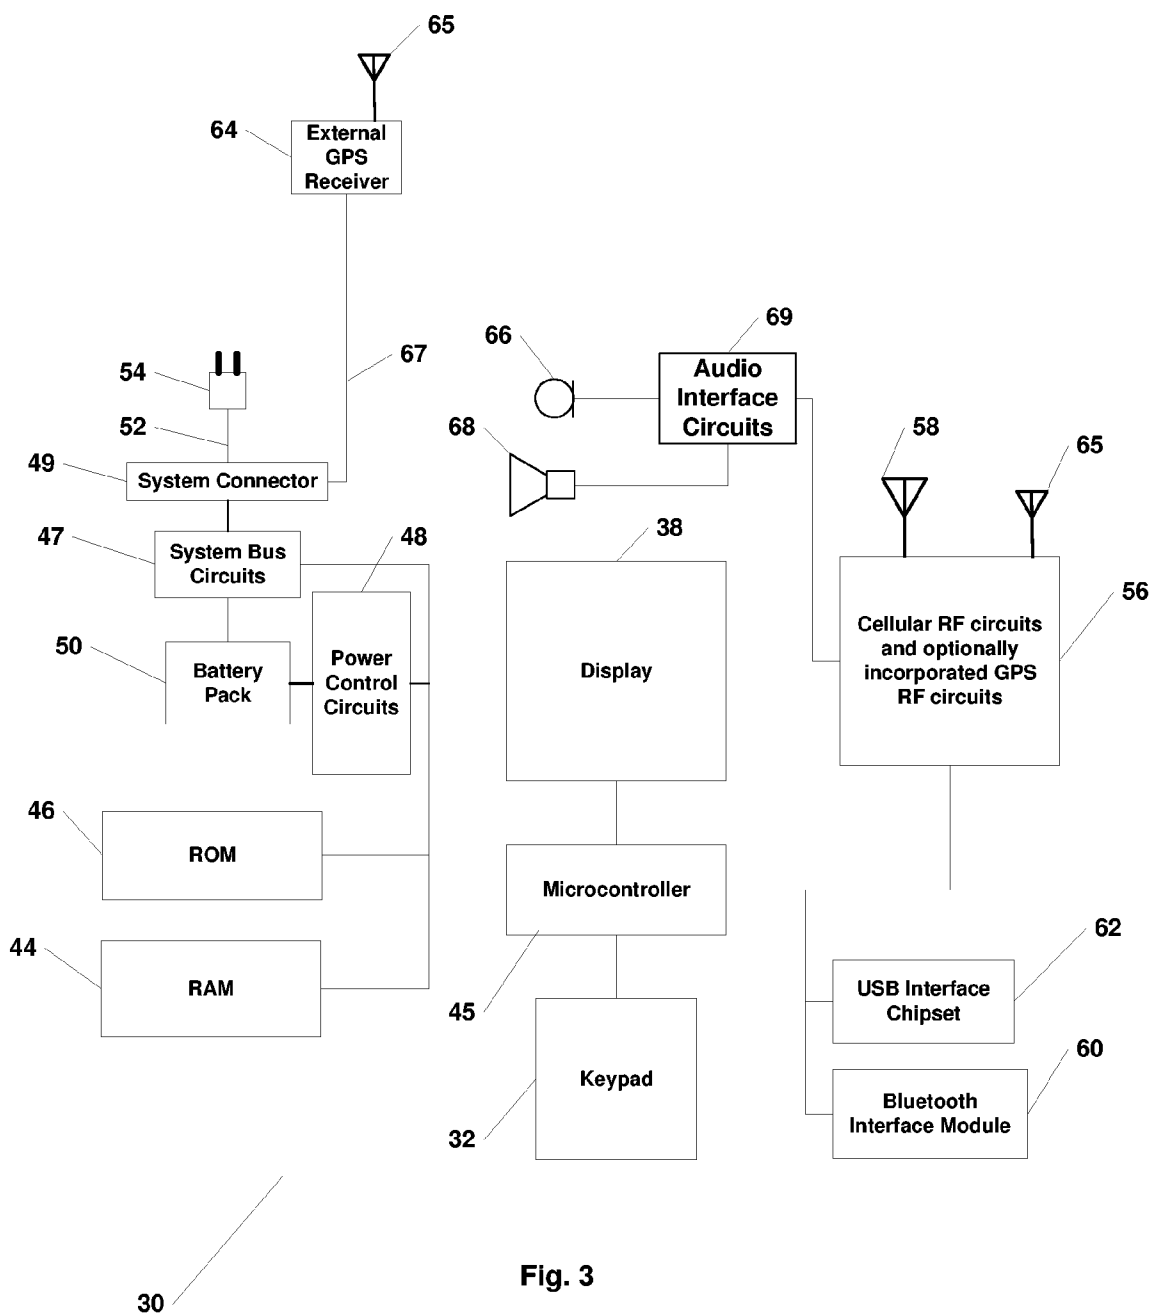 65
64
External
GPS
Receiver
69
66
67
54
Audio
Interface
Circuits
52
68
58
65
49
System Connector
47
System Bus
Circuits
48
38
56
50
Battery
Pack
Power
Control
Circuits
Display
Cellular RF circuits
and optionally
incorporated GPS
RF circuits
46
ROM
Microcontroller
44
RAM
45
62
USB Interface
Chipset
60
Keypad
32
Bluetooth
Interface Module
30
Fig. 3